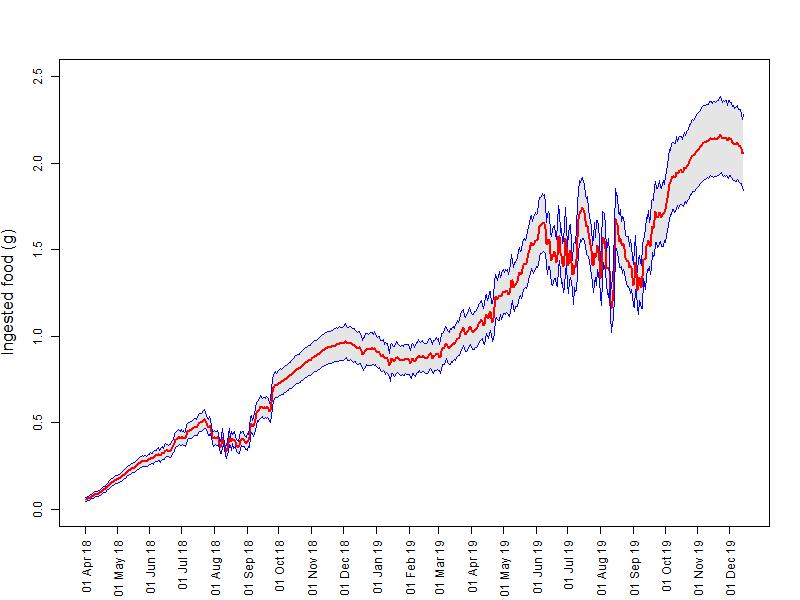 Ingested food (g)
2.5
2.0
1.5
1.0
0.5
0.0
01 Apr 18
01 May 18
01 Jun 18
01 Jul 18
01 Aug 18
01 Sep 18
01 Oct 18
01 Nov 18
01 Dec 18
01 Jan 19
01 Feb 19
01 Mar 19
01 Apr 19
01 May 19
01 Jun 19
01 Jul 19
01 Aug 19
01 Sep 19
01 Oct 19
01 Nov 19
01 Dec 19